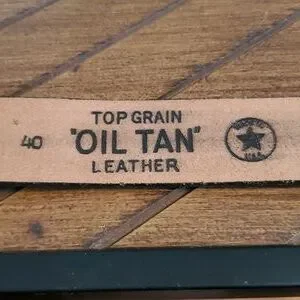 TOP GRAIN
40 "OIL TAN"
LEATHER